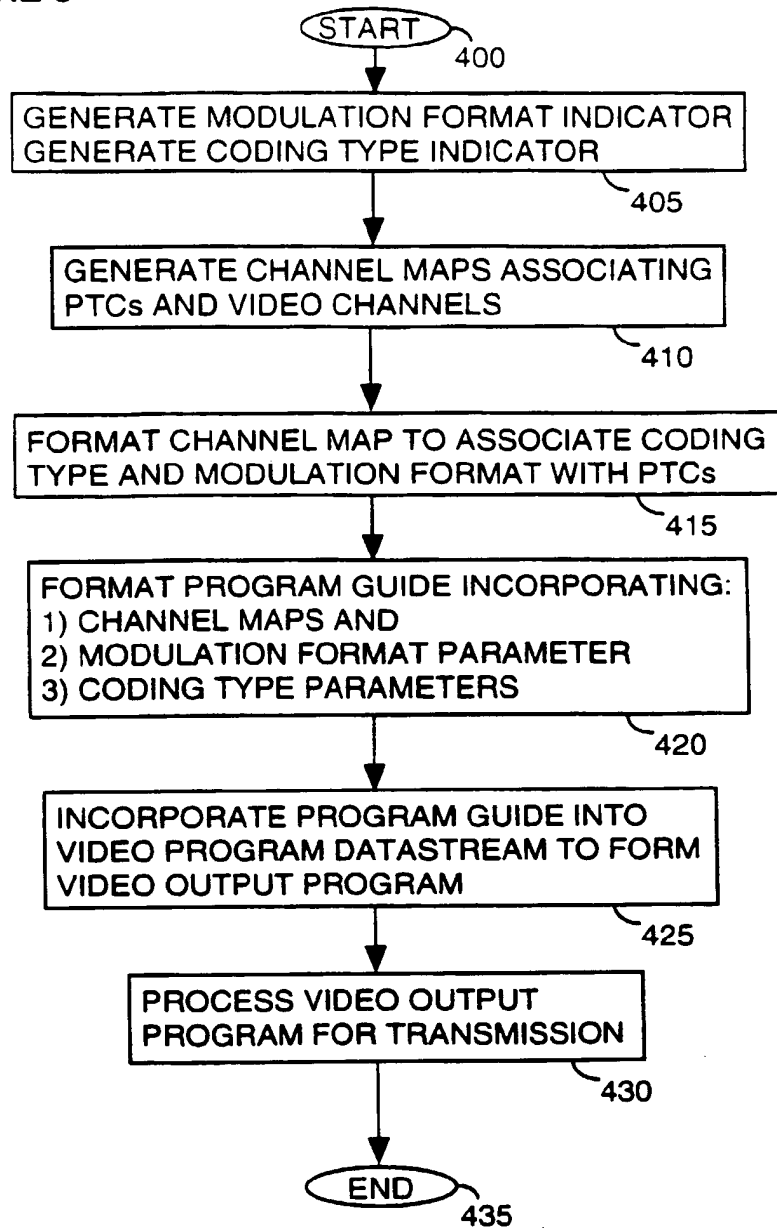 START
400
GENERATE MODULATION FORMAT INDICATOR
GENERATE CODING TYPE INDICATOR
405
GENERATE CHANNEL MAPS ASSOCIATING
PTCs AND VIDEO CHANNELS
410
FORMAT CHANNEL MAP TO ASSOCIATE CODING
TYPE AND MODULATION FORMAT WITH PTCs
415
FORMAT PROGRAM GUIDE INCORPORATING:
1) CHANNEL MAPS AND
2) MODULATION FORMAT PARAMETER
3) CODING TYPE PARAMETERS
420
INCORPORATE PROGRAM GUIDE INTO
VIDEO PROGRAM DATASTREAM TO FORM
VIDEO OUTPUT PROGRAM
425
PROCESS VIDEO OUTPUT
PROGRAM FOR TRANSMISSION
430
END
435